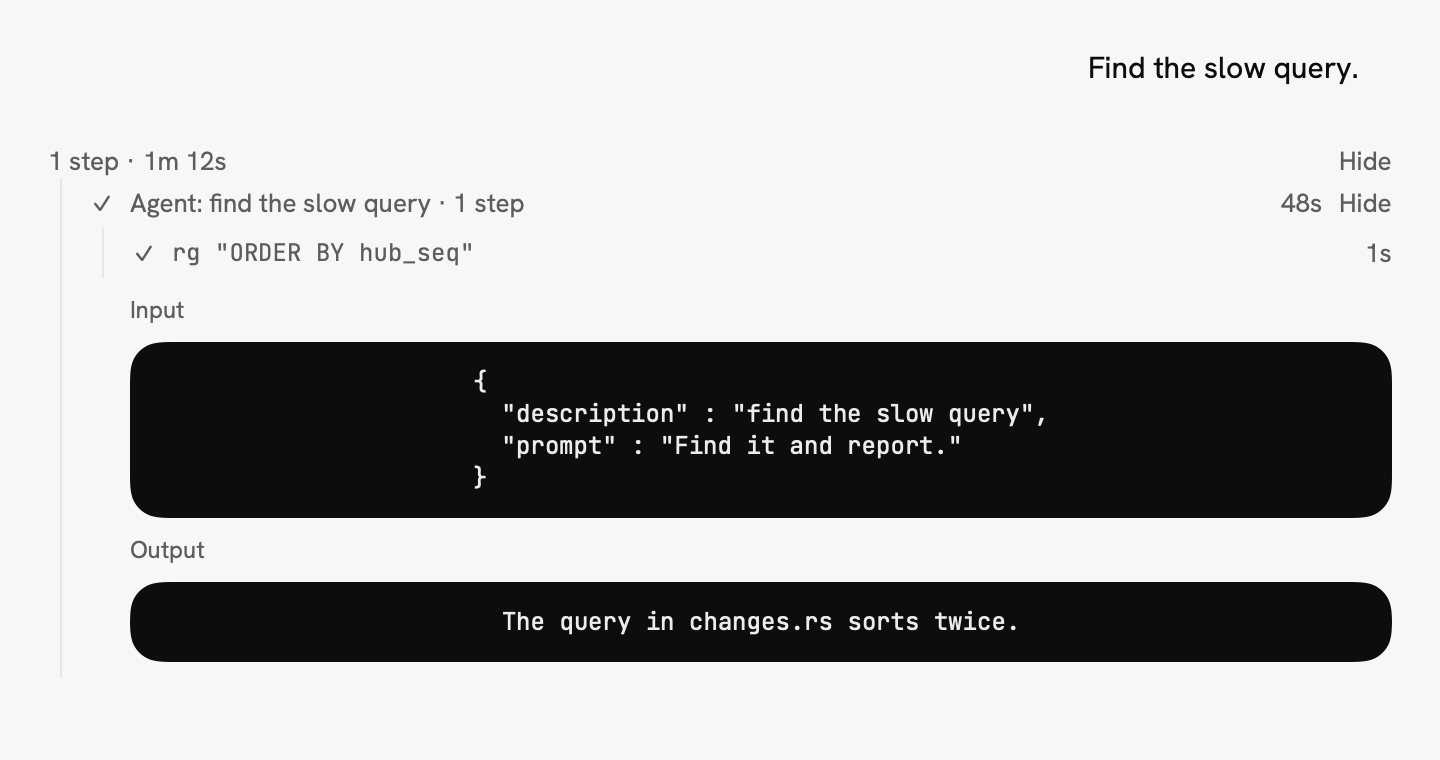 Find the slow query.
1 step · 1m 12s Hide
✓ Agent: find the slow query · 1 step 48s Hide
✓ rg "ORDER BY hub_seq" 1s
Input
{
  "description" : "find the slow query",
  "prompt" : "Find it and report."
}
Output
The query in changes.rs sorts twice.